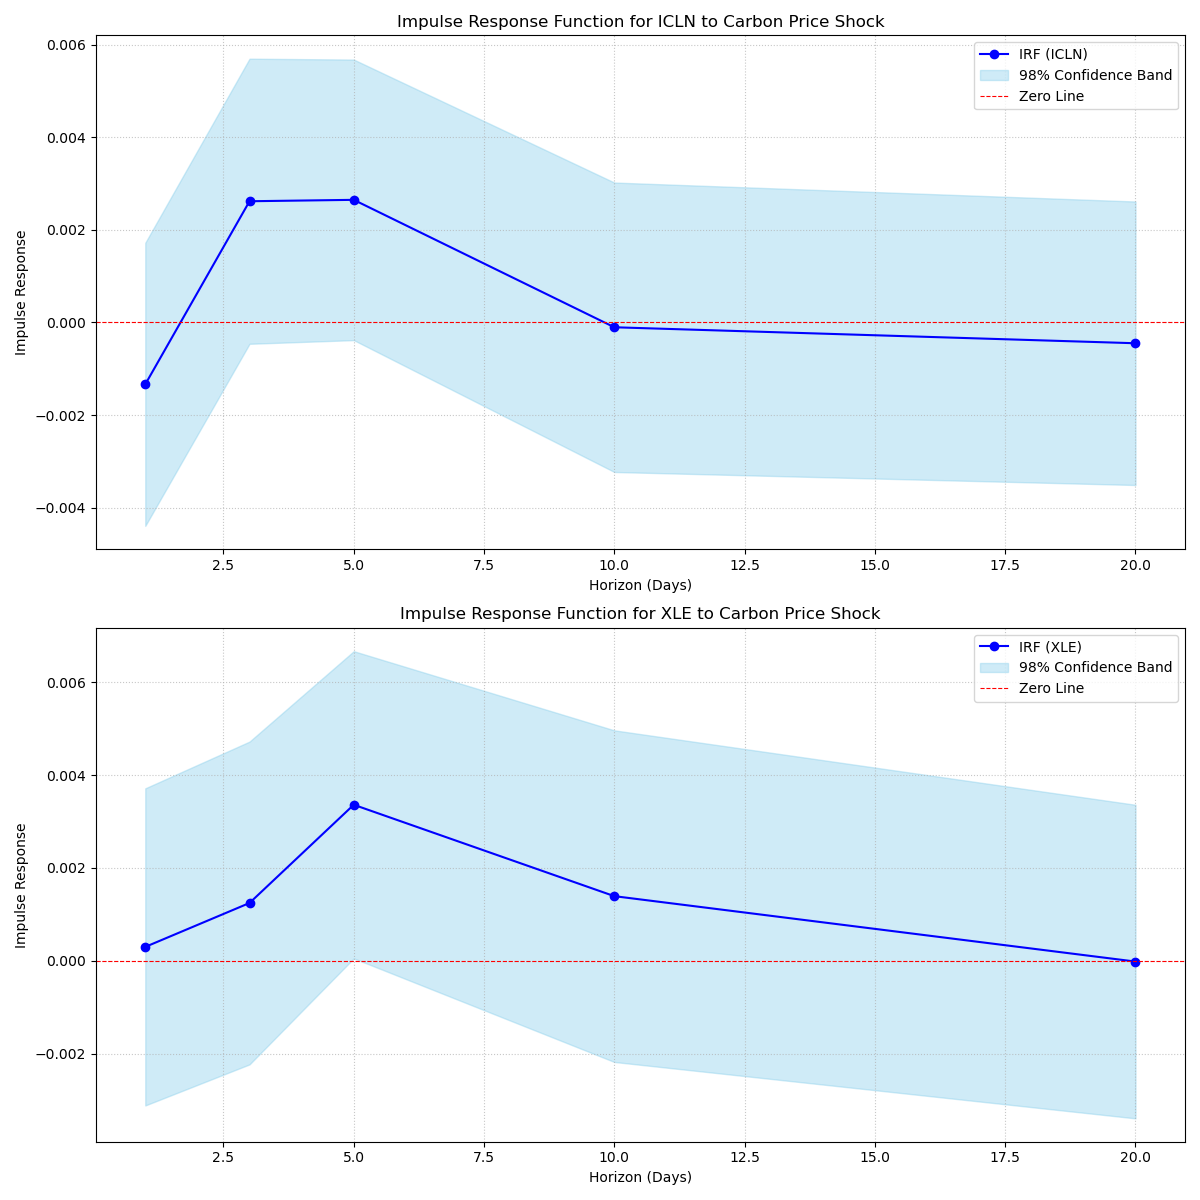 Impulse Response Function for ICLN to Carbon Price Shock
IRF (ICLN)
98% Confidence Band
Zero Line
0.006
0.004
0.002
0.000
−0.002
−0.004
Impulse Response
2.5 5.0 7.5 10.0 12.5 15.0 17.5 20.0
Horizon (Days)
Impulse Response Function for XLE to Carbon Price Shock
IRF (XLE)
98% Confidence Band
Zero Line
0.006
0.004
0.002
0.000
−0.002
Impulse Response
2.5 5.0 7.5 10.0 12.5 15.0 17.5 20.0
Horizon (Days)